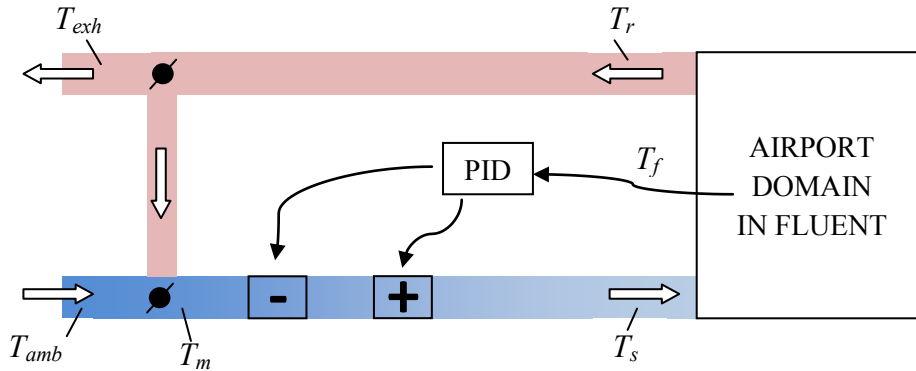 T_exh
T_r
PID
T_f
AIRPORT
DOMAIN
IN FLUENT
-
+
T_amb
T_m
T_s